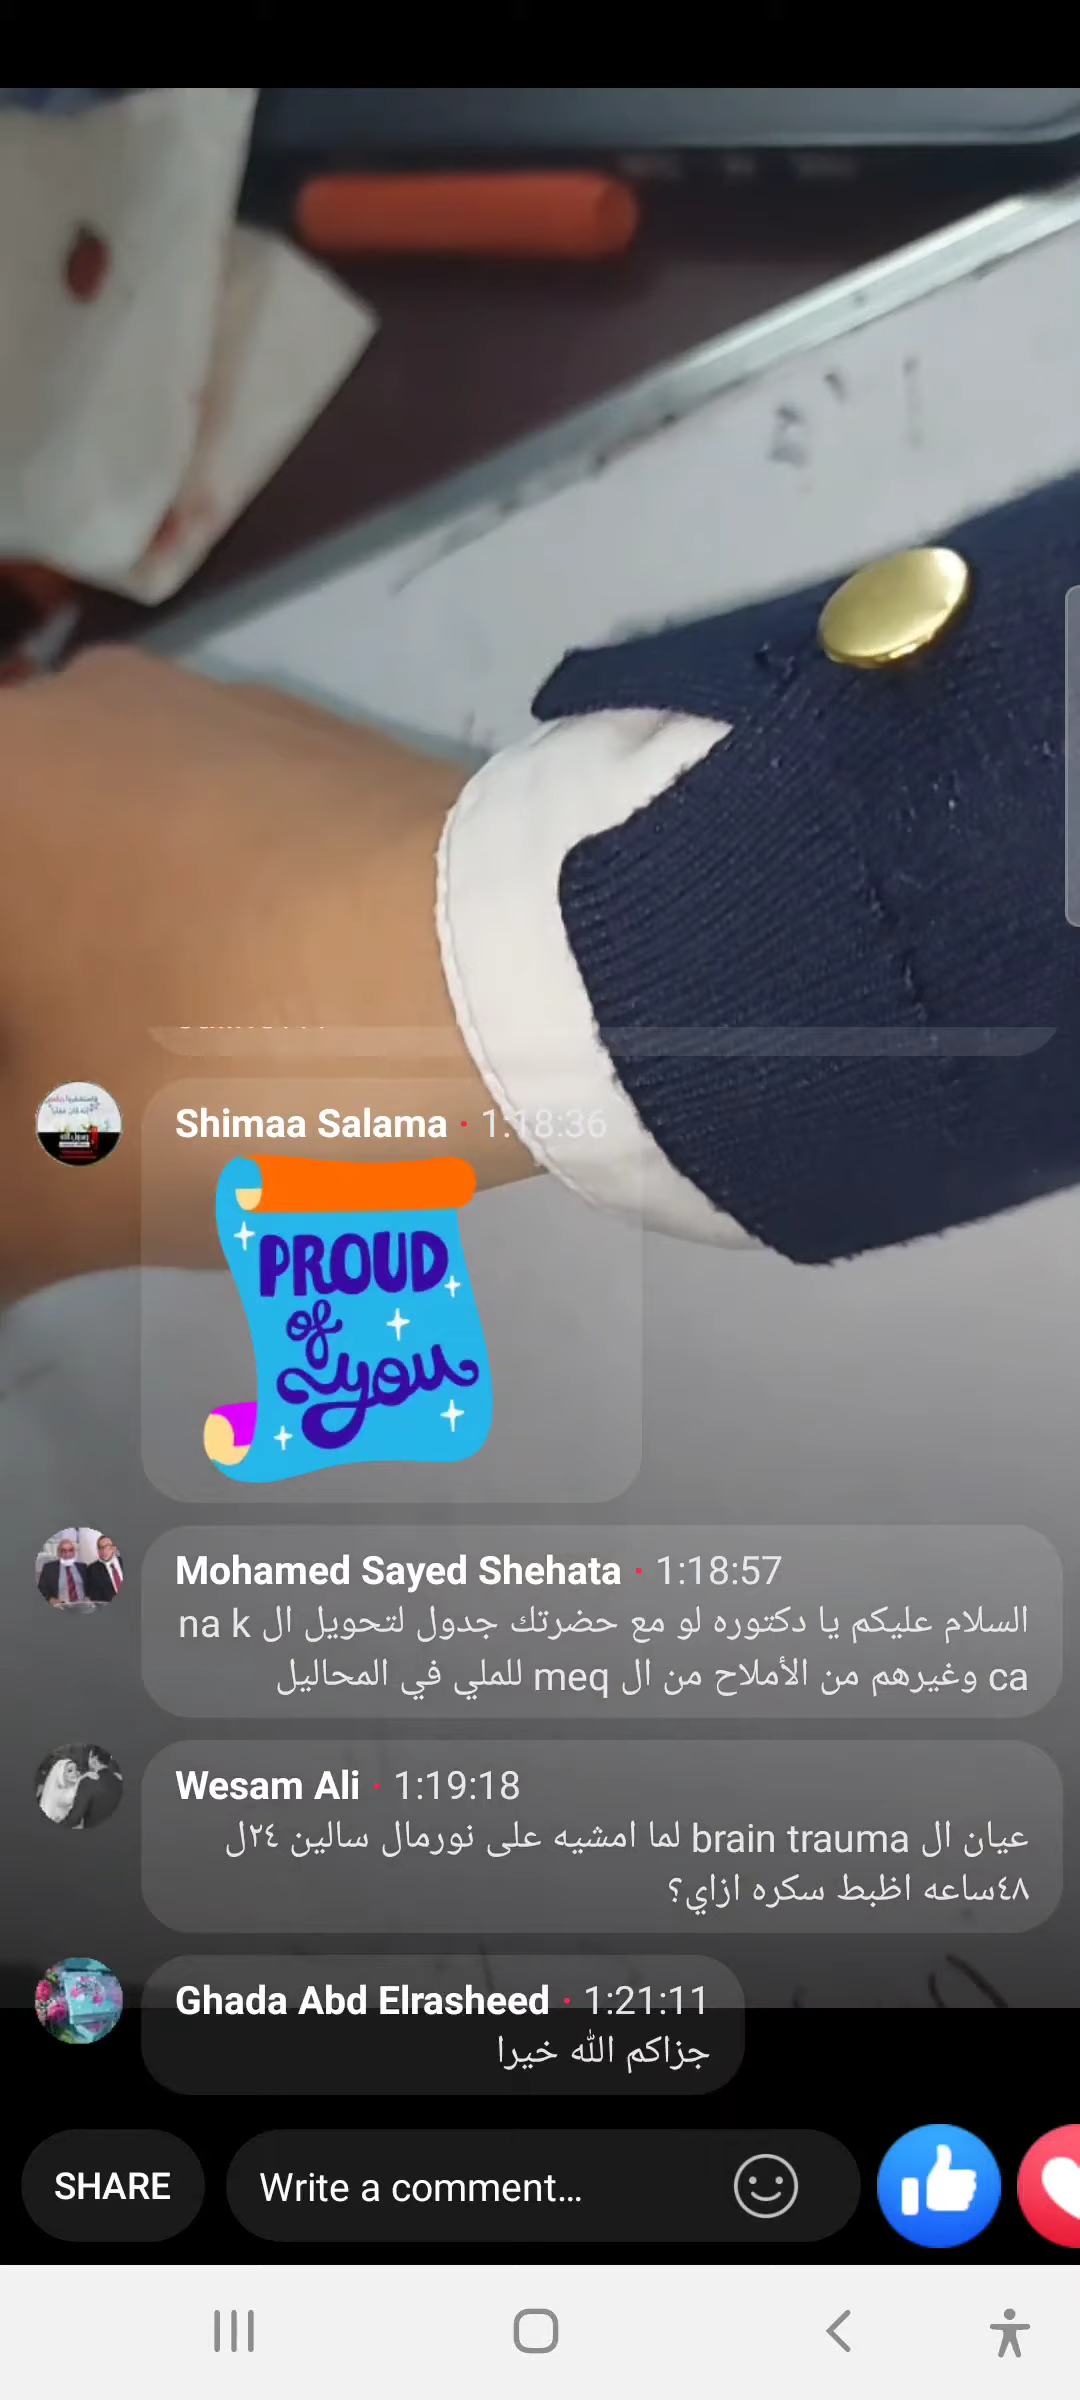 Shimaa Salama · 1:18:36
PROUD
of
you
Mohamed Sayed Shehata · 1:18:57
السلام عليكم يا دكتوره لو مع حضرتك جدول لتحويل ال na k
ca وغيرهم من الأملاح من ال meq للملي في المحاليل
Wesam Ali · 1:19:18
عيان ال brain trauma لما امشيه على نورمال سالين ٢٤ل
٤٨ساعه اظبط سكره ازاي؟
Ghada Abd Elrasheed · 1:21:11
جزاكم الله خيرا
SHARE
Write a comment...